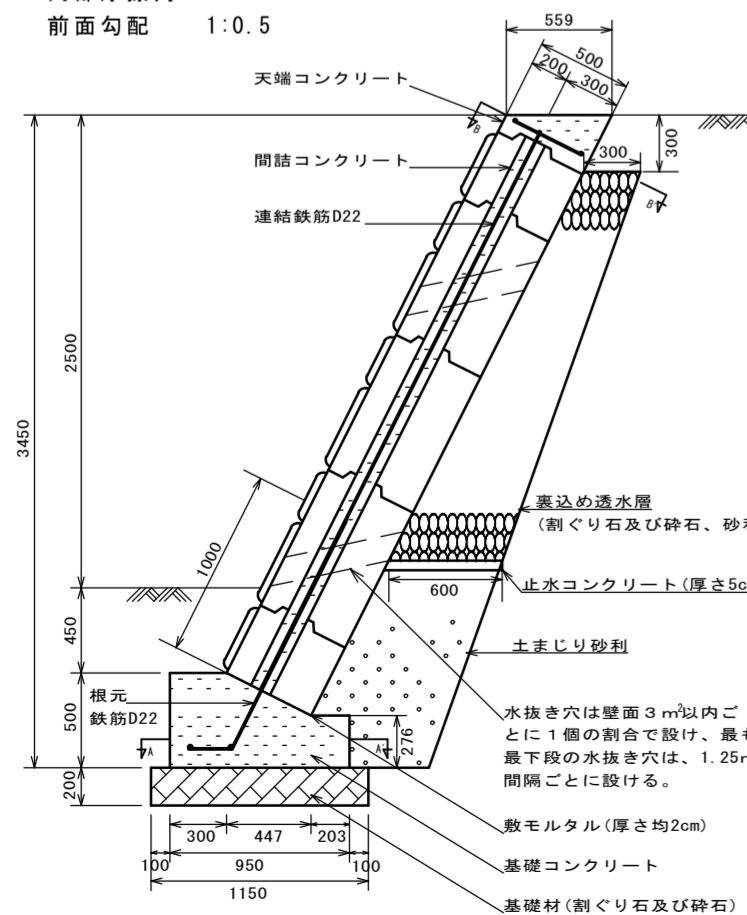 前面勾配 1:0.5
559
500
200
300
天端コンクリート
B
300
間詰コンクリート
300
連結鉄筋D22
B
2500
3450
1000
裏込め透水層
(割ぐり石及び砕石、砂利
止水コンクリート(厚さ5c
600
450
土まじり砂利
根元
鉄筋D22
500
276
A
A
水抜き穴は壁面3㎡以内ご
とに1個の割合で設け、最も
最下段の水抜き穴は、1.25m
間隔ごとに設ける。
200
敷モルタル(厚さ均2cm)
300
447
203
100
950
100
基礎コンクリート
1150
基礎材(割ぐり石及び砕石)